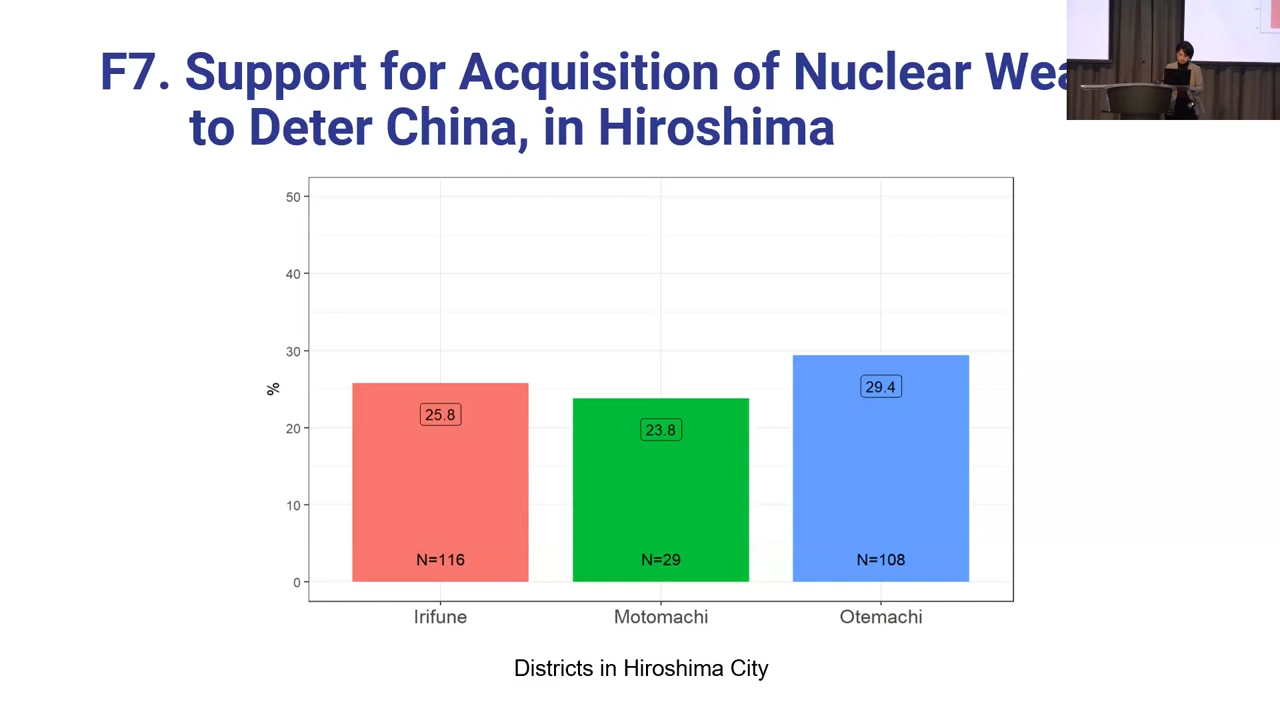 F7. Support for Acquisition of Nuclear
to Deter China, in Hiroshima
50
40
30
20
10
0
%
25.8
23.8
29.4
N=116
N=29
N=108
Irifune
Motomachi
Otemachi
Districts in Hiroshima City